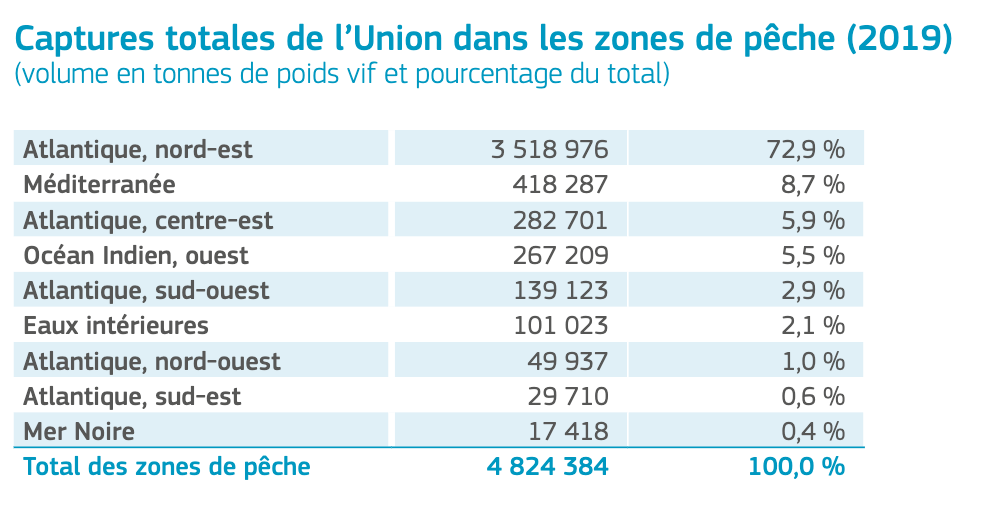 Captures totales de l’Union dans les zones de pêche (2019)
(volume en tonnes de poids vif et pourcentage du total)
Atlantique, nord-est 3 518 976 72,9 %
Méditerranée 418 287 8,7 %
Atlantique, centre-est 282 701 5,9 %
Océan Indien, ouest 267 209 5,5 %
Atlantique, sud-ouest 139 123 2,9 %
Eaux intérieures 101 023 2,1 %
Atlantique, nord-ouest 49 937 1,0 %
Atlantique, sud-est 29 710 0,6 %
Mer Noire 17 418 0,4 %
Total des zones de pêche 4 824 384 100,0 %